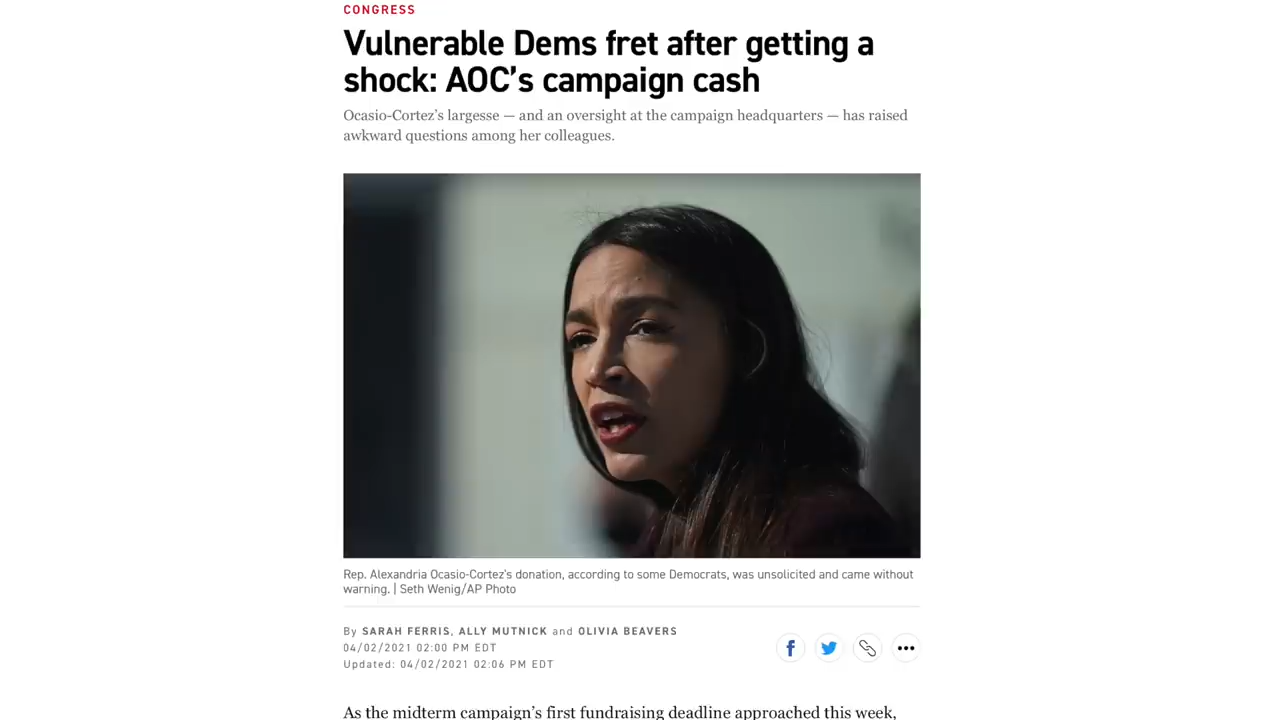 CONGRESS
Vulnerable Dems fret after getting a
shock: AOC’s campaign cash
Ocasio-Cortez’s largesse — and an oversight at the campaign headquarters — has raised
awkward questions among her colleagues.
Rep. Alexandria Ocasio-Cortez's donation, according to some Democrats, was unsolicited and came without
warning. | Seth Wenig/AP Photo
By SARAH FERRIS, ALLY MUTNICK and OLIVIA BEAVERS
04/02/2021 02:00 PM EDT
Updated: 04/02/2021 02:06 PM EDT
As the midterm campaign’s first fundraising deadline approached this week,